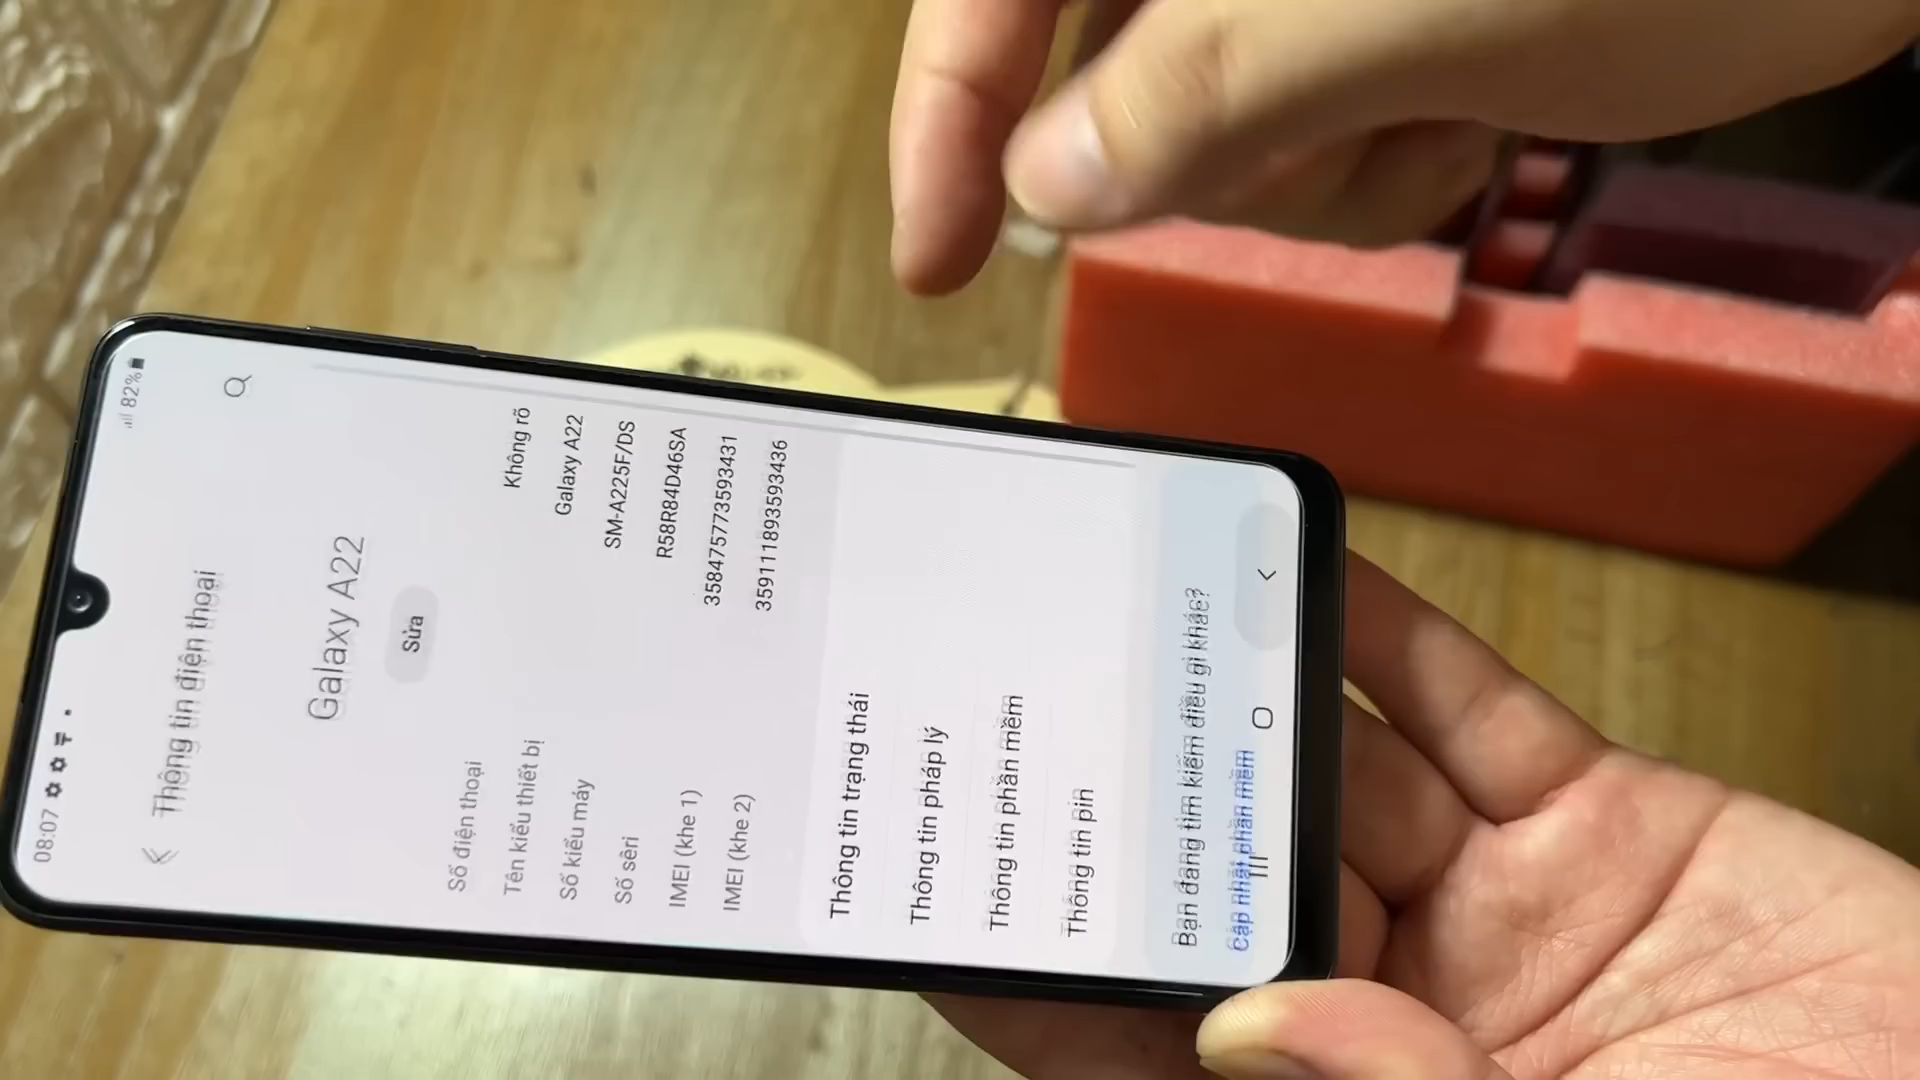 08:07
82%
Thông tin điện thoại
Galaxy A22
Sửa
Số điện thoại Không rõ
Tên kiểu thiết bị Galaxy A22
Số kiểu máy SM-A225F/DS
Số sêri R58R84D46SA
IMEI (khe 1) 358475773593431
IMEI (khe 2) 359111893593436
Thông tin trạng thái
Thông tin pháp lý
Thông tin phần mềm
Thông tin pin
Bạn đang tìm kiếm điều gì khác?
Cập nhật phần mềm